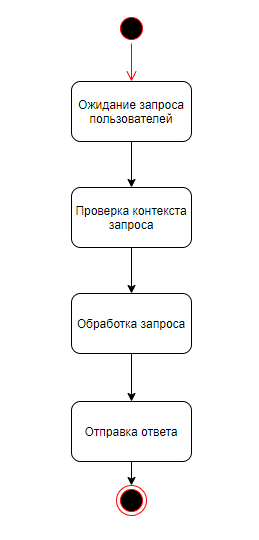 Ожидание запроса
пользователей
Проверка контекста
запроса
Обработка запроса
Отправка ответа